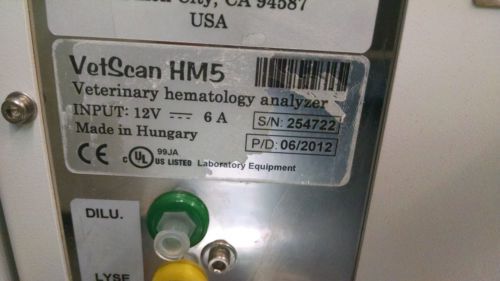 City, CA 94587
USA
VetScan HM5
Veterinary hematology analyzer
INPUT: 12V 6 A
S/N: 254722
Made in Hungary
P/D: 06/2012
CE c UL US LISTED 99JA Laboratory Equipment
DILU.
LYSE